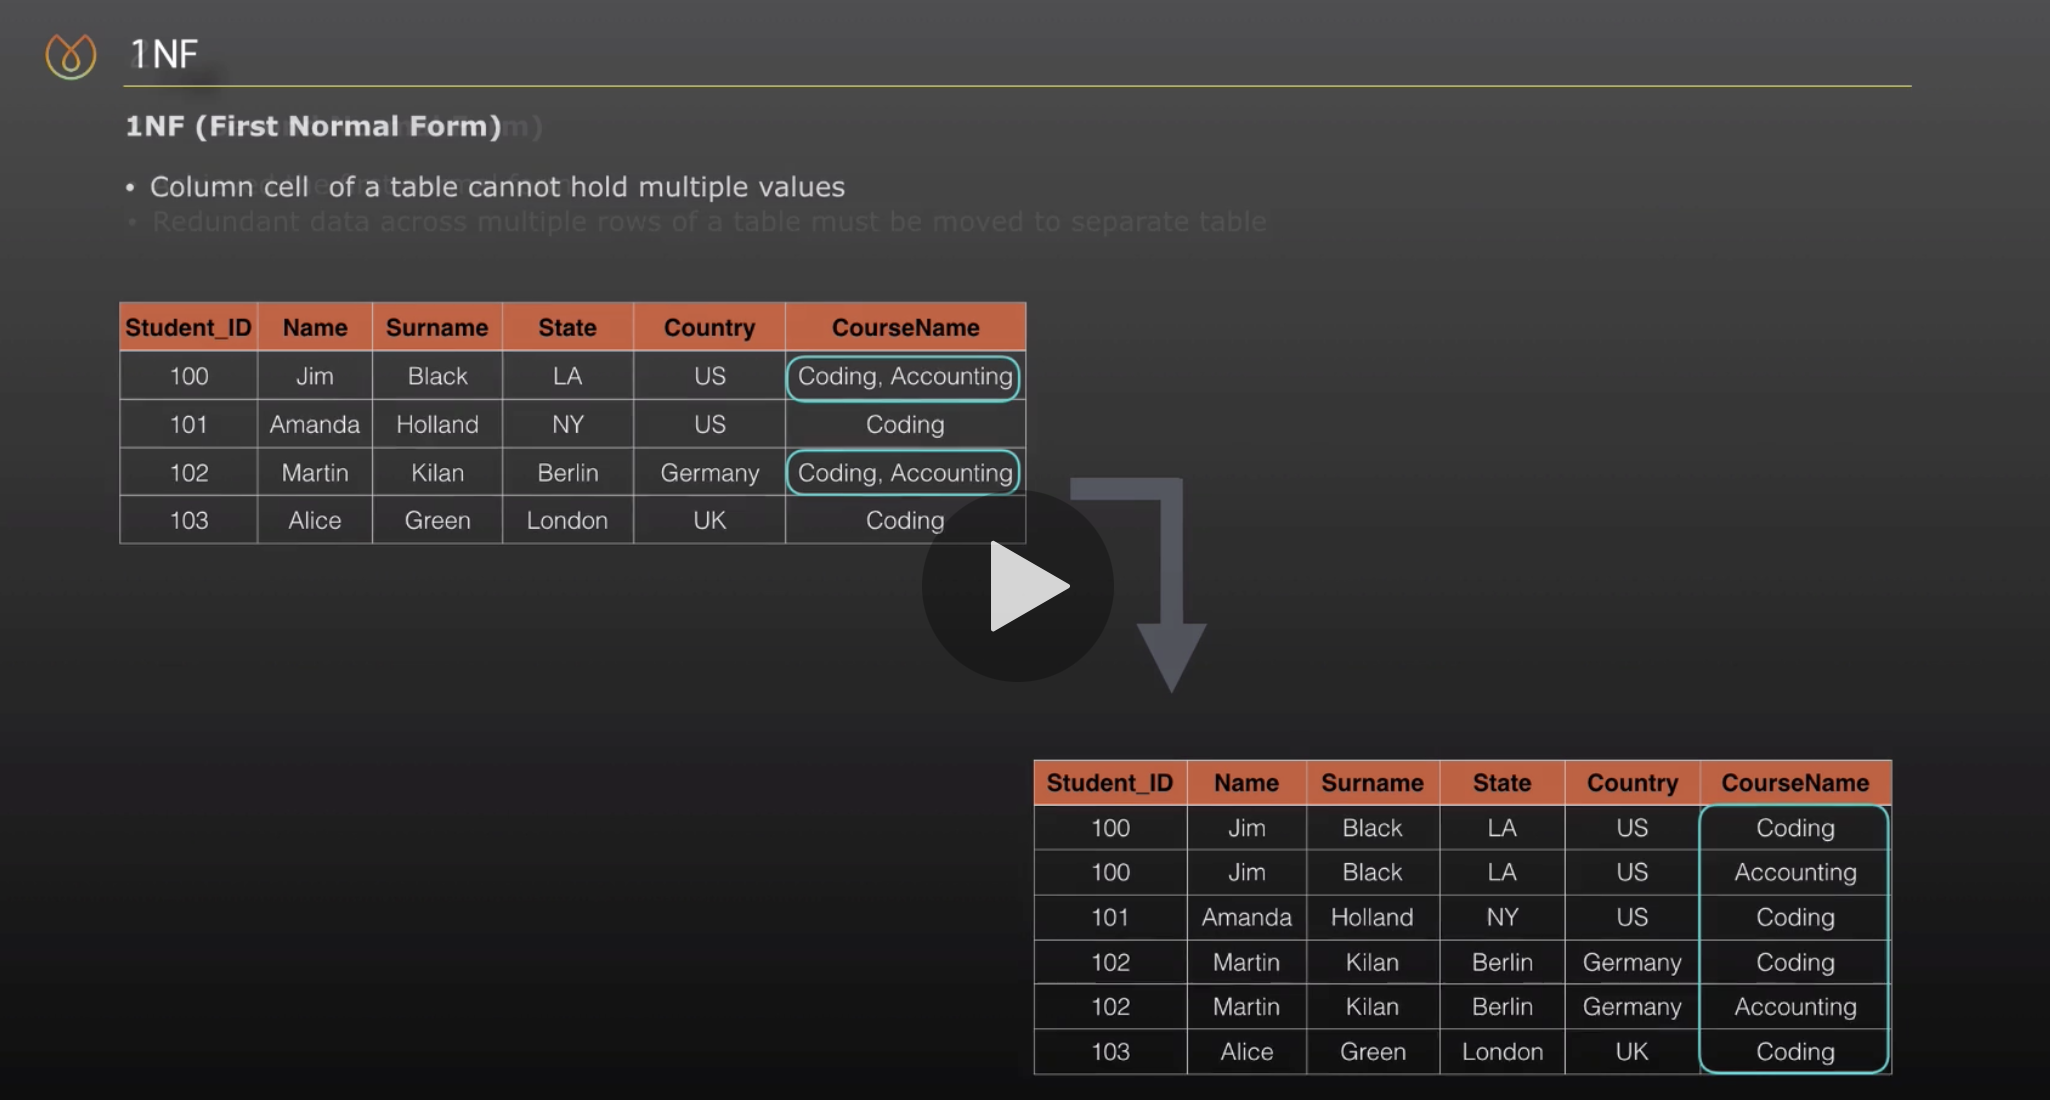 1NF
1NF (First Normal Form)
• Column cell of a table cannot hold multiple values
• Redundant data across multiple rows of a table must be moved to separate table
Student_ID Name Surname State Country CourseName
100 Jim Black LA US Coding, Accounting
101 Amanda Holland NY US Coding
102 Martin Kilan Berlin Germany Coding, Accounting
103 Alice Green London UK Coding
Student_ID Name Surname State Country CourseName
100 Jim Black LA US Coding
100 Jim Black LA US Accounting
101 Amanda Holland NY US Coding
102 Martin Kilan Berlin Germany Coding
102 Martin Kilan Berlin Germany Accounting
103 Alice Green London UK Coding